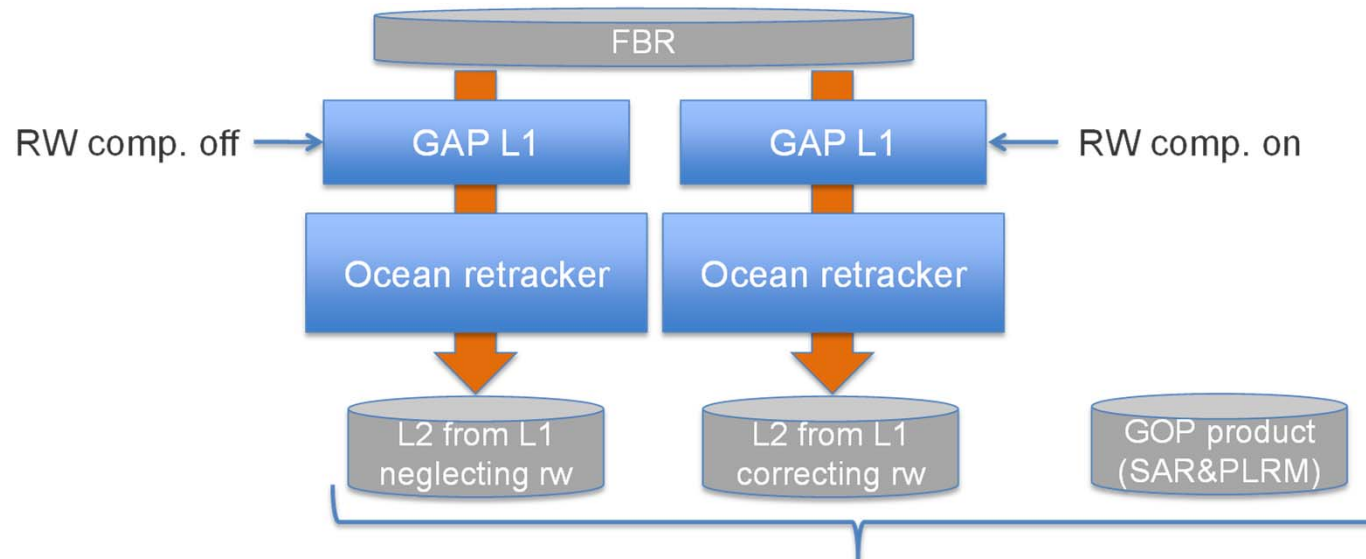 FBR
RW comp. off
GAP L1
GAP L1
RW comp. on
Ocean retracker
Ocean retracker
L2 from L1
neglecting rw
L2 from L1
correcting rw
GOP product
(SAR&PLRM)